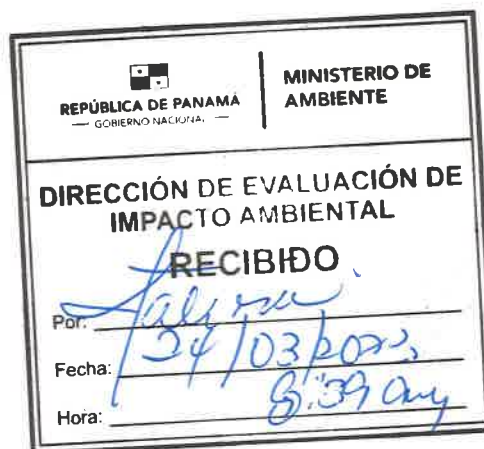 REPÚBLICA DE PANAMÁ
— GOBIERNO NACIONAL —
MINISTERIO DE
AMBIENTE
DIRECCIÓN DE EVALUACIÓN DE
IMPACTO AMBIENTAL
RECIBIDO
Por:
Fecha: 24/03/2023
Hora: 8:39 am